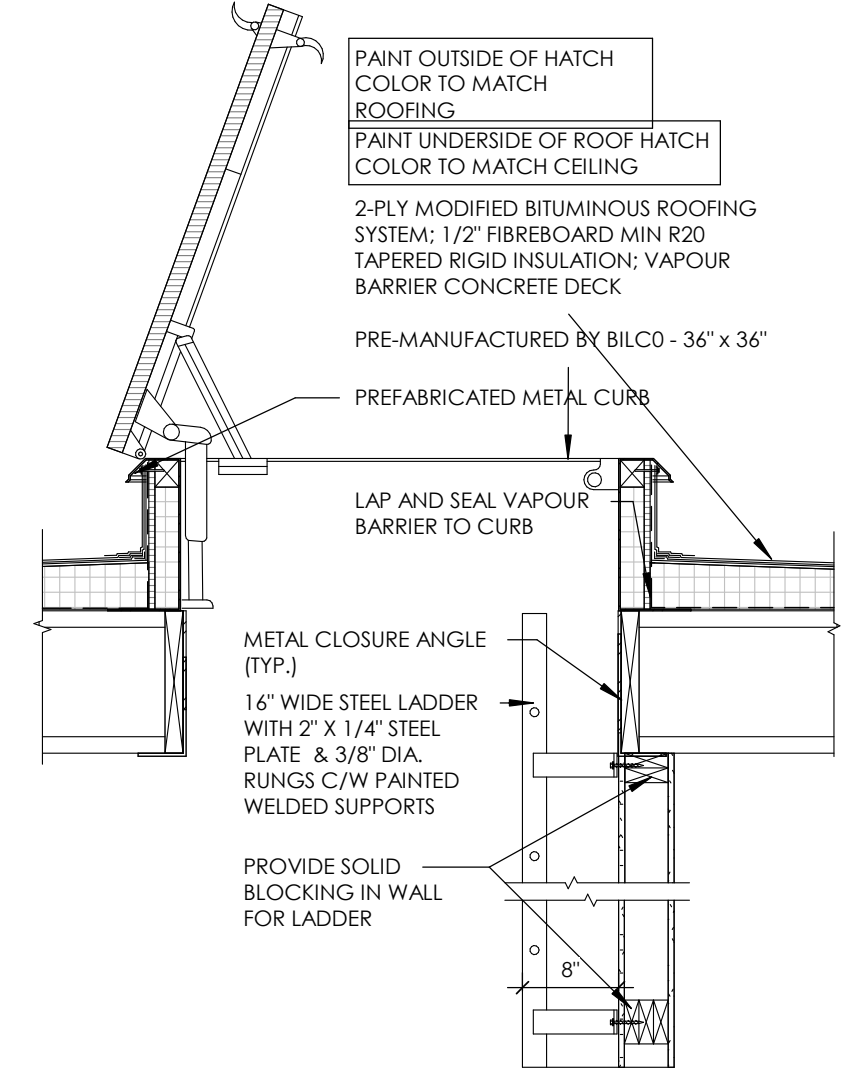 PAINT OUTSIDE OF HATCH
COLOR TO MATCH
ROOFING
PAINT UNDERSIDE OF ROOF HATCH
COLOR TO MATCH CEILING
2-PLY MODIFIED BITUMINOUS ROOFING
SYSTEM; 1/2" FIBREBOARD MIN R20
TAPERED RIGID INSULATION; VAPOUR
BARRIER CONCRETE DECK
PRE-MANUFACTURED BY BILC0 - 36" x 36"
PREFABRICATED METAL CURB
LAP AND SEAL VAPOUR
BARRIER TO CURB
METAL CLOSURE ANGLE
(TYP.)
16" WIDE STEEL LADDER
WITH 2" X 1/4" STEEL
PLATE & 3/8" DIA.
RUNGS C/W PAINTED
WELDED SUPPORTS
PROVIDE SOLID
BLOCKING IN WALL
FOR LADDER
8"